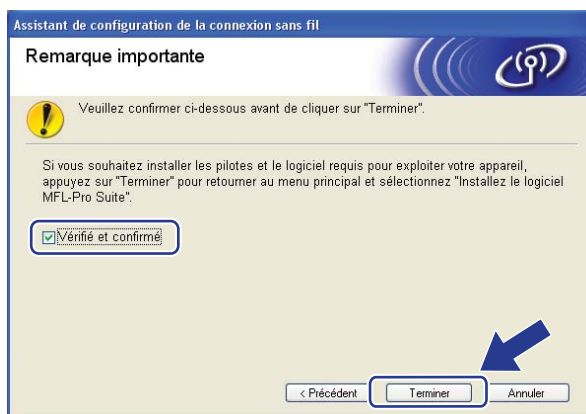 Assistant de configuration de la connexion sans fil
Remarque importante
Veuillez confirmer ci-dessous avant de cliquer sur "Terminer".
Si vous souhaitez installer les pilotes et le logiciel requis pour exploiter votre appareil,
appuyez sur "Terminer" pour retourner au menu principal et sélectionnez "Installez le logiciel
MFL-Pro Suite".
Vérifié et confirmé
< Précédent Terminer Annuler